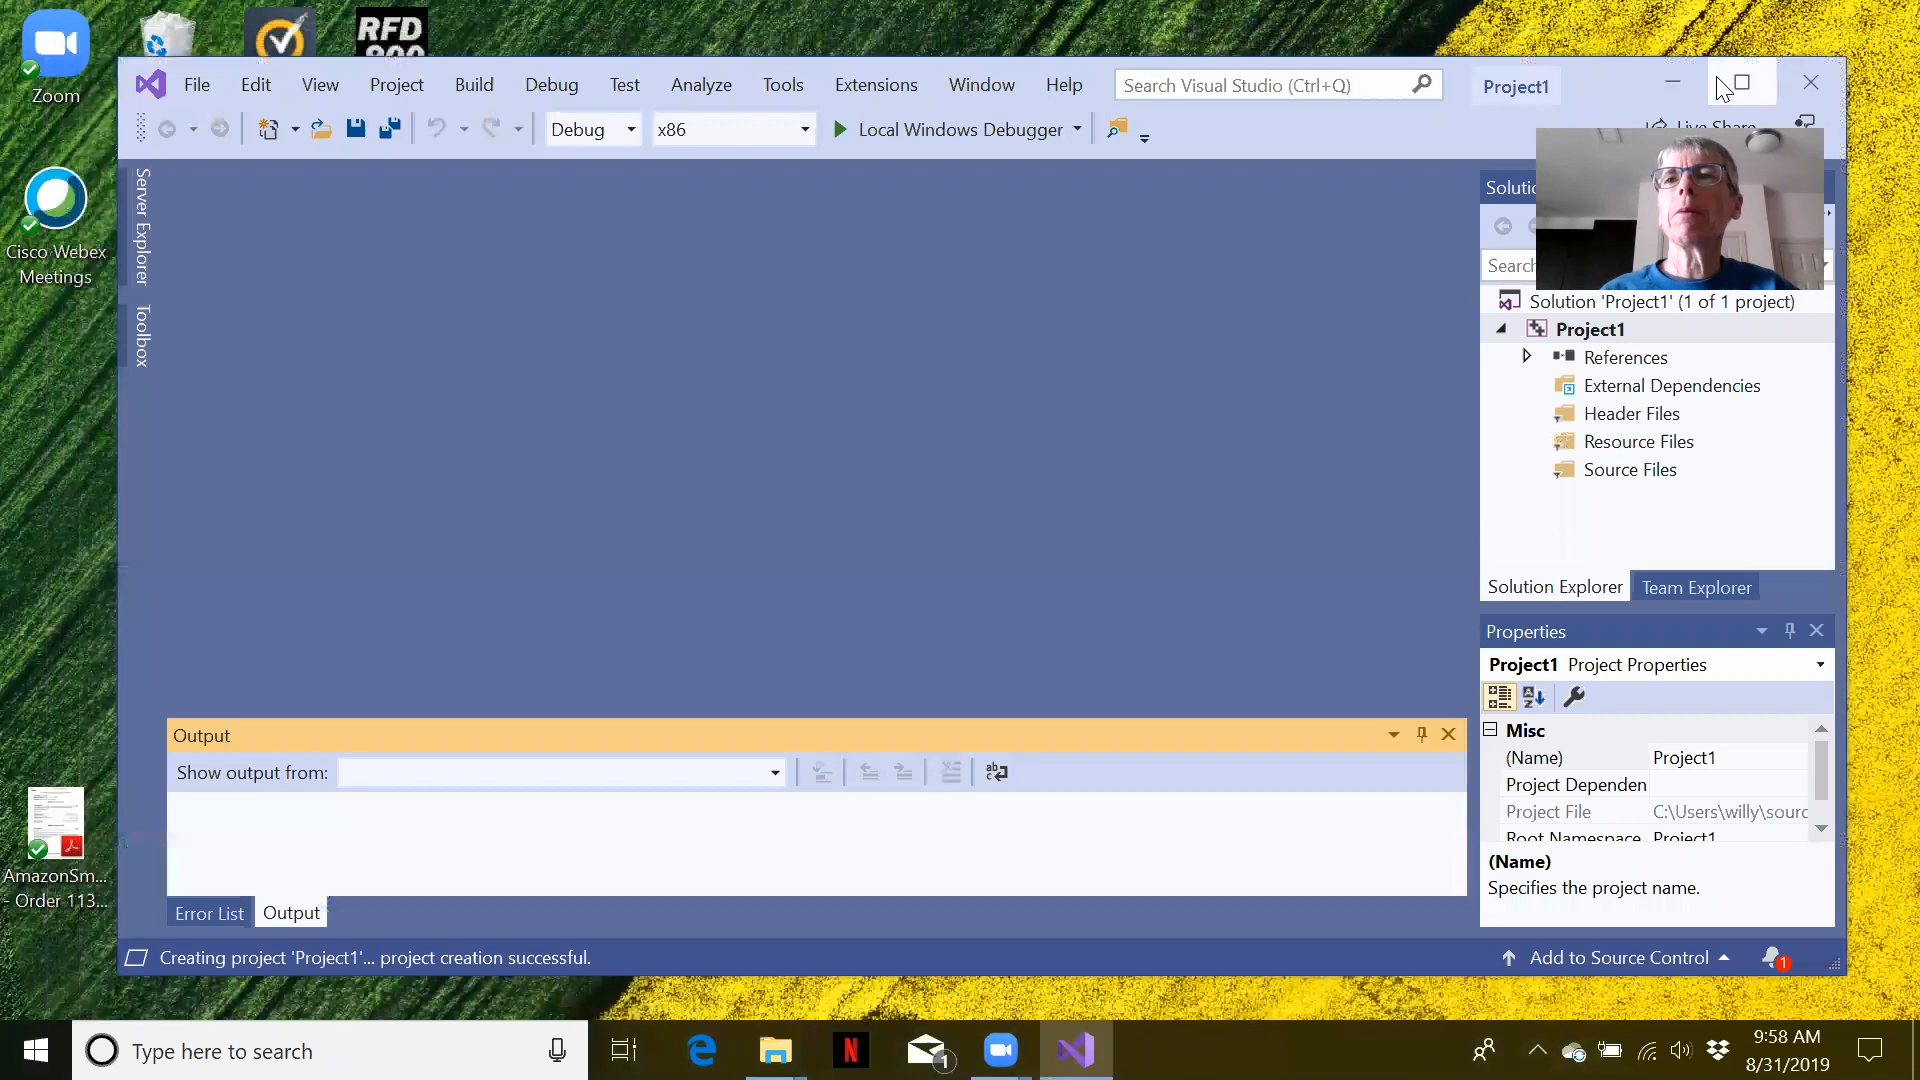 RFD
900
Zoom
Cisco Webex
Meetings
AmazonSm...
- Order 113...
File Edit View Project Build Debug Test Analyze Tools Extensions Window Help
Search Visual Studio (Ctrl+Q)
Project1
Debug
x86
Local Windows Debugger
Live Share
Server Explorer
Toolbox
Search
Solution 'Project1' (1 of 1 project)
Project1
References
External Dependencies
Header Files
Resource Files
Source Files
Solution Explorer Team Explorer
Properties
Project1 Project Properties
Misc
(Name) Project1
Project Dependen
Project File C:\Users\willy\sourc
Root Namespace Project1
(Name)
Specifies the project name.
Output
Show output from:
Error List Output
Creating project 'Project1'... project creation successful.
Add to Source Control
1
Type here to search
N
1
9:58 AM
8/31/2019